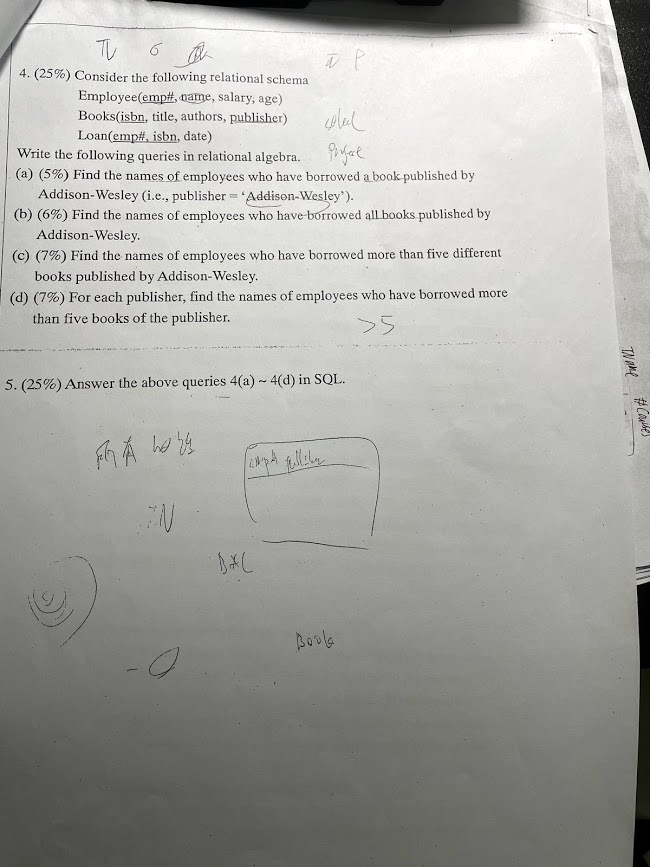 π σ
π P
4. (25%) Consider the following relational schema
Employee(emp#, name, salary, age)
Books(isbn, title, authors, publisher)
Loan(emp#, isbn, date)
Write the following queries in relational algebra.
(a) (5%) Find the names of employees who have borrowed a book published by
Addison-Wesley (i.e., publisher = ‘Addison-Wesley’).
(b) (6%) Find the names of employees who have borrowed all books published by
Addison-Wesley.
(c) (7%) Find the names of employees who have borrowed more than five different
books published by Addison-Wesley.
(d) (7%) For each publisher, find the names of employees who have borrowed more
than five books of the publisher.
>5
5. (25%) Answer the above queries 4(a) ~ 4(d) in SQL.
publisher
IN
Books